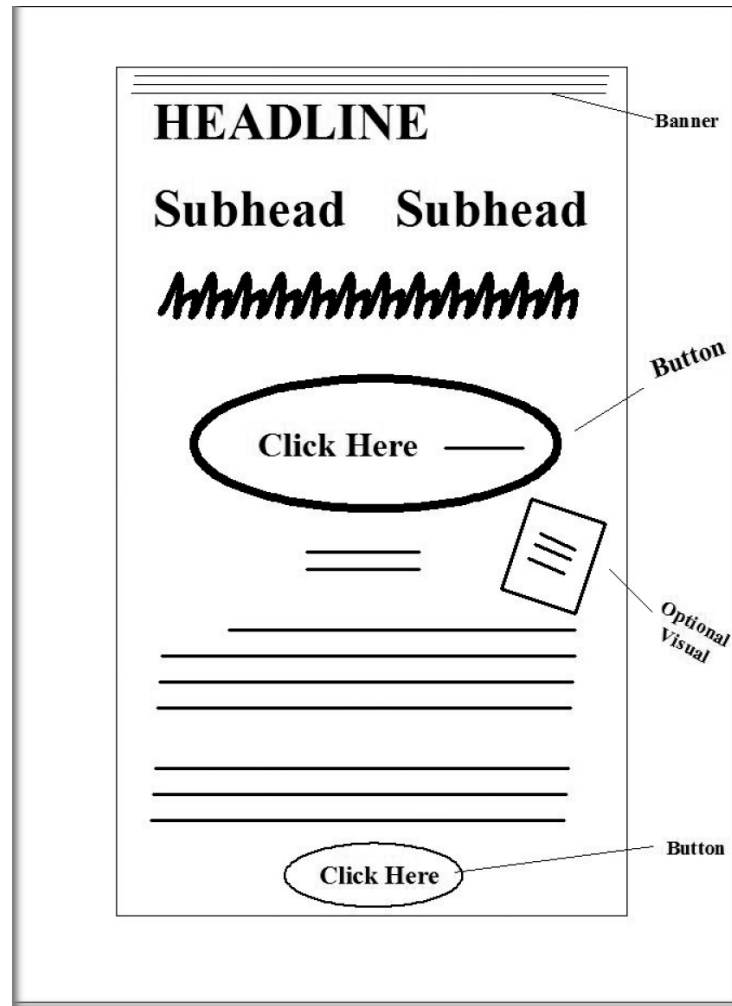 HEADLINE
Banner
Subhead Subhead
Button
Click Here
Optional
Visual
Button
Click Here